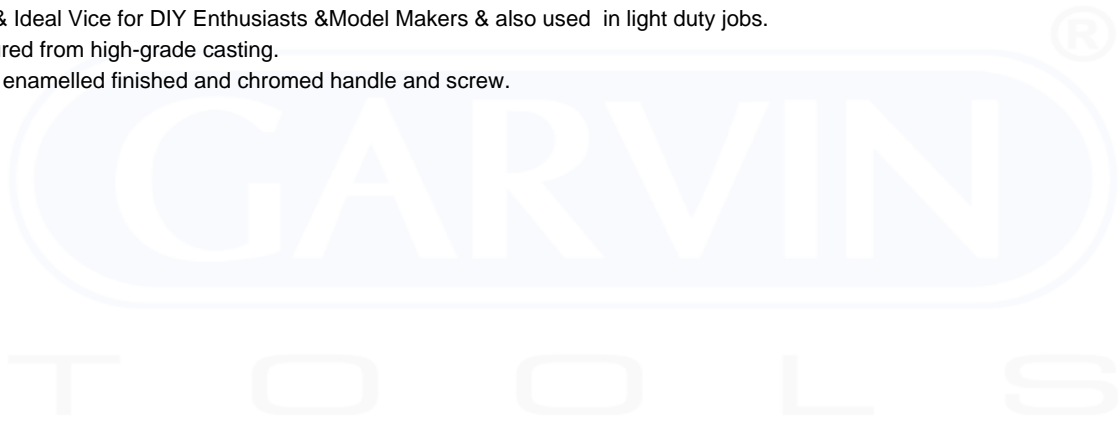 & Ideal Vice for DIY Enthusiasts &Model Makers & also used in light duty jobs.
red from high-grade casting.
enamelled finished and chromed handle and screw.
GARVIN
®
TOOLS